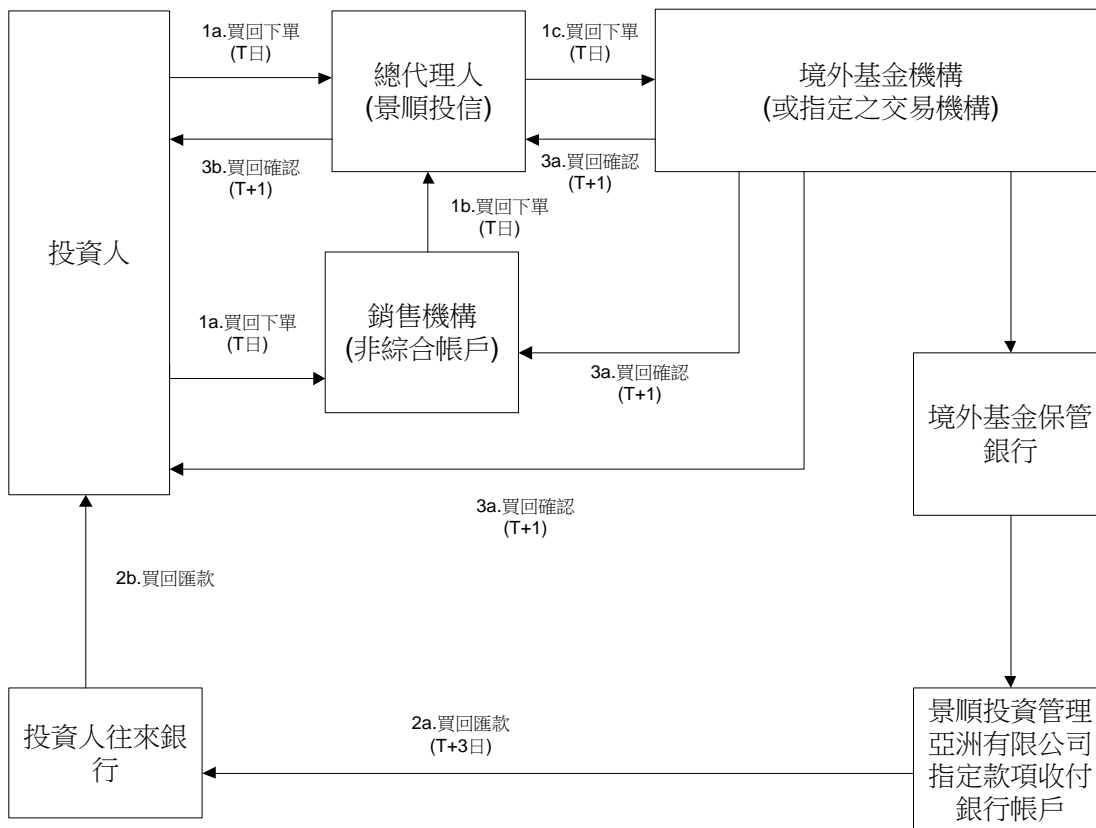 1a.買回下單
(T日)
1c.買回下單
(T日)
總代理人
(景順投信)
境外基金機構
(或指定之交易機構)
3b.買回確認
(T+1)
3a.買回確認
(T+1)
1b.買回下單
(T日)
投資人
銷售機構
(非綜合帳戶)
1a.買回下單
(T日)
3a.買回確認
(T+1)
境外基金保管
銀行
3a.買回確認
(T+1)
2b.買回匯款
投資人往來銀
行
2a.買回匯款
(T+3日)
景順投資管理
亞洲有限公司
指定款項收付
銀行帳戶